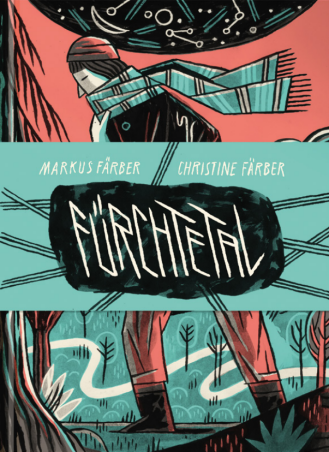 MARKUS FÄRBER CHRISTINE FÄRBER
FÜRCHTETAL